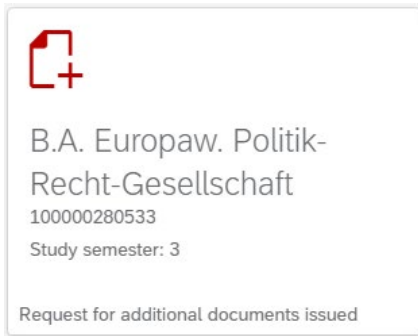 B.A. Europaw. Politik-
Recht-Gesellschaft
100000280533
Study semester: 3
Request for additional documents issued